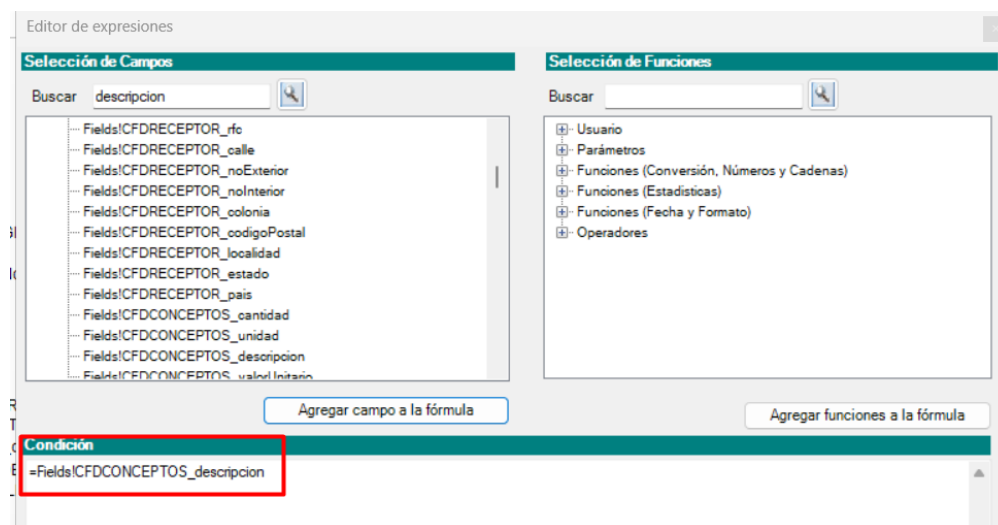 Editor de expresiones
Selección de Campos
Buscar descripcion
Fields!CFDRECEPTOR_rfc
Fields!CFDRECEPTOR_calle
Fields!CFDRECEPTOR_noExterior
Fields!CFDRECEPTOR_noInterior
Fields!CFDRECEPTOR_colonia
Fields!CFDRECEPTOR_codigoPostal
Fields!CFDRECEPTOR_localidad
Fields!CFDRECEPTOR_estado
Fields!CFDRECEPTOR_pais
Fields!CFDCONCEPTOS_cantidad
Fields!CFDCONCEPTOS_unidad
Fields!CFDCONCEPTOS_descripcion
Fields!CFDCONCEPTOS_valorUnitario
Agregar campo a la fórmula
Selección de Funciones
Buscar
Usuario
Parámetros
Funciones (Conversión, Números y Cadenas)
Funciones (Estadisticas)
Funciones (Fecha y Formato)
Operadores
Agregar funciones a la fórmula
Condición
=Fields!CFDCONCEPTOS_descripcion